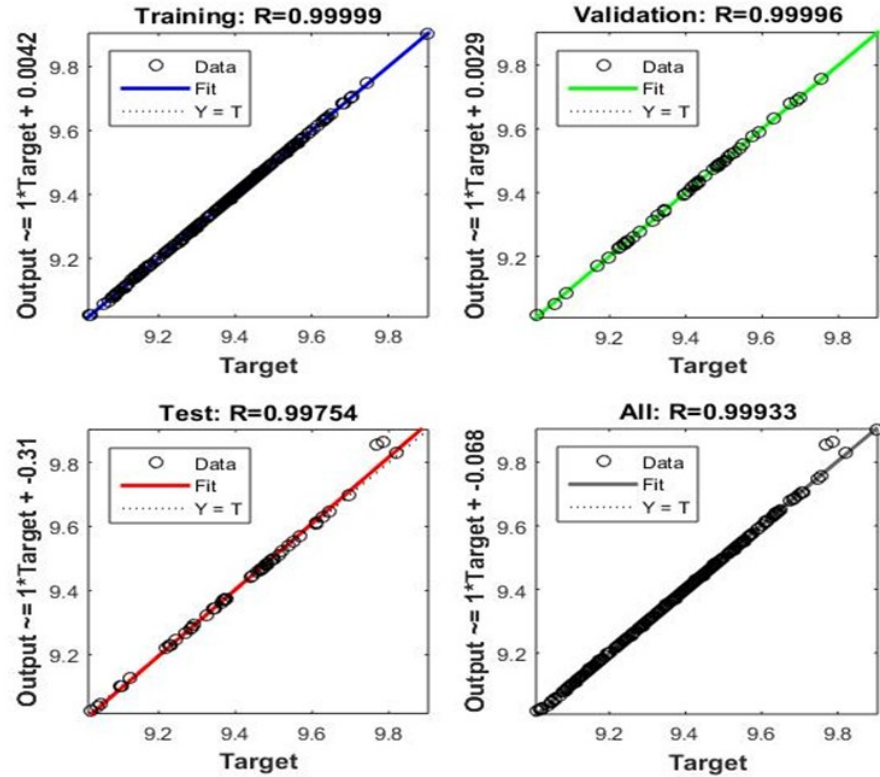 Training: R=0.99999
Output ~= 1*Target + 0.0042
Data
Fit
Y = T
9.8
9.6
9.4
9.2
9.2
9.4
9.6
9.8
Target
Validation: R=0.99996
Output ~= 1*Target + 0.0029
Data
Fit
Y = T
9.8
9.6
9.4
9.2
9.2
9.4
9.6
9.8
Target
Test: R=0.99754
Output ~= 1*Target + -0.31
Data
Fit
Y = T
9.8
9.6
9.4
9.2
9.2
9.4
9.6
9.8
Target
All: R=0.99933
Output ~= 1*Target + -0.068
Data
Fit
Y = T
9.8
9.6
9.4
9.2
9.2
9.4
9.6
9.8
Target